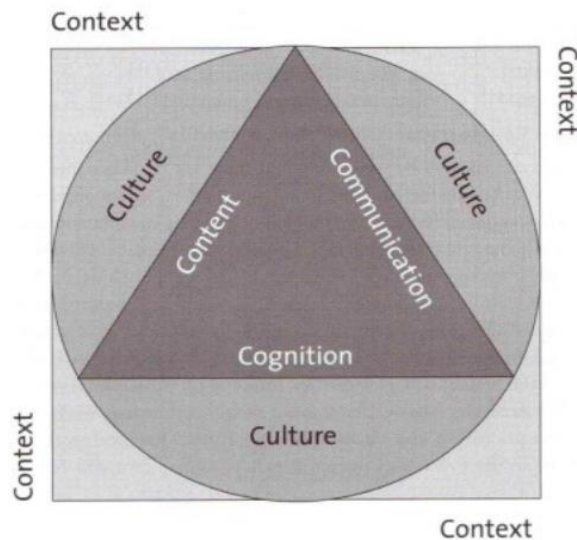 Context
Context
Culture
Culture
Content
Communication
Cognition
Culture
Context
Context